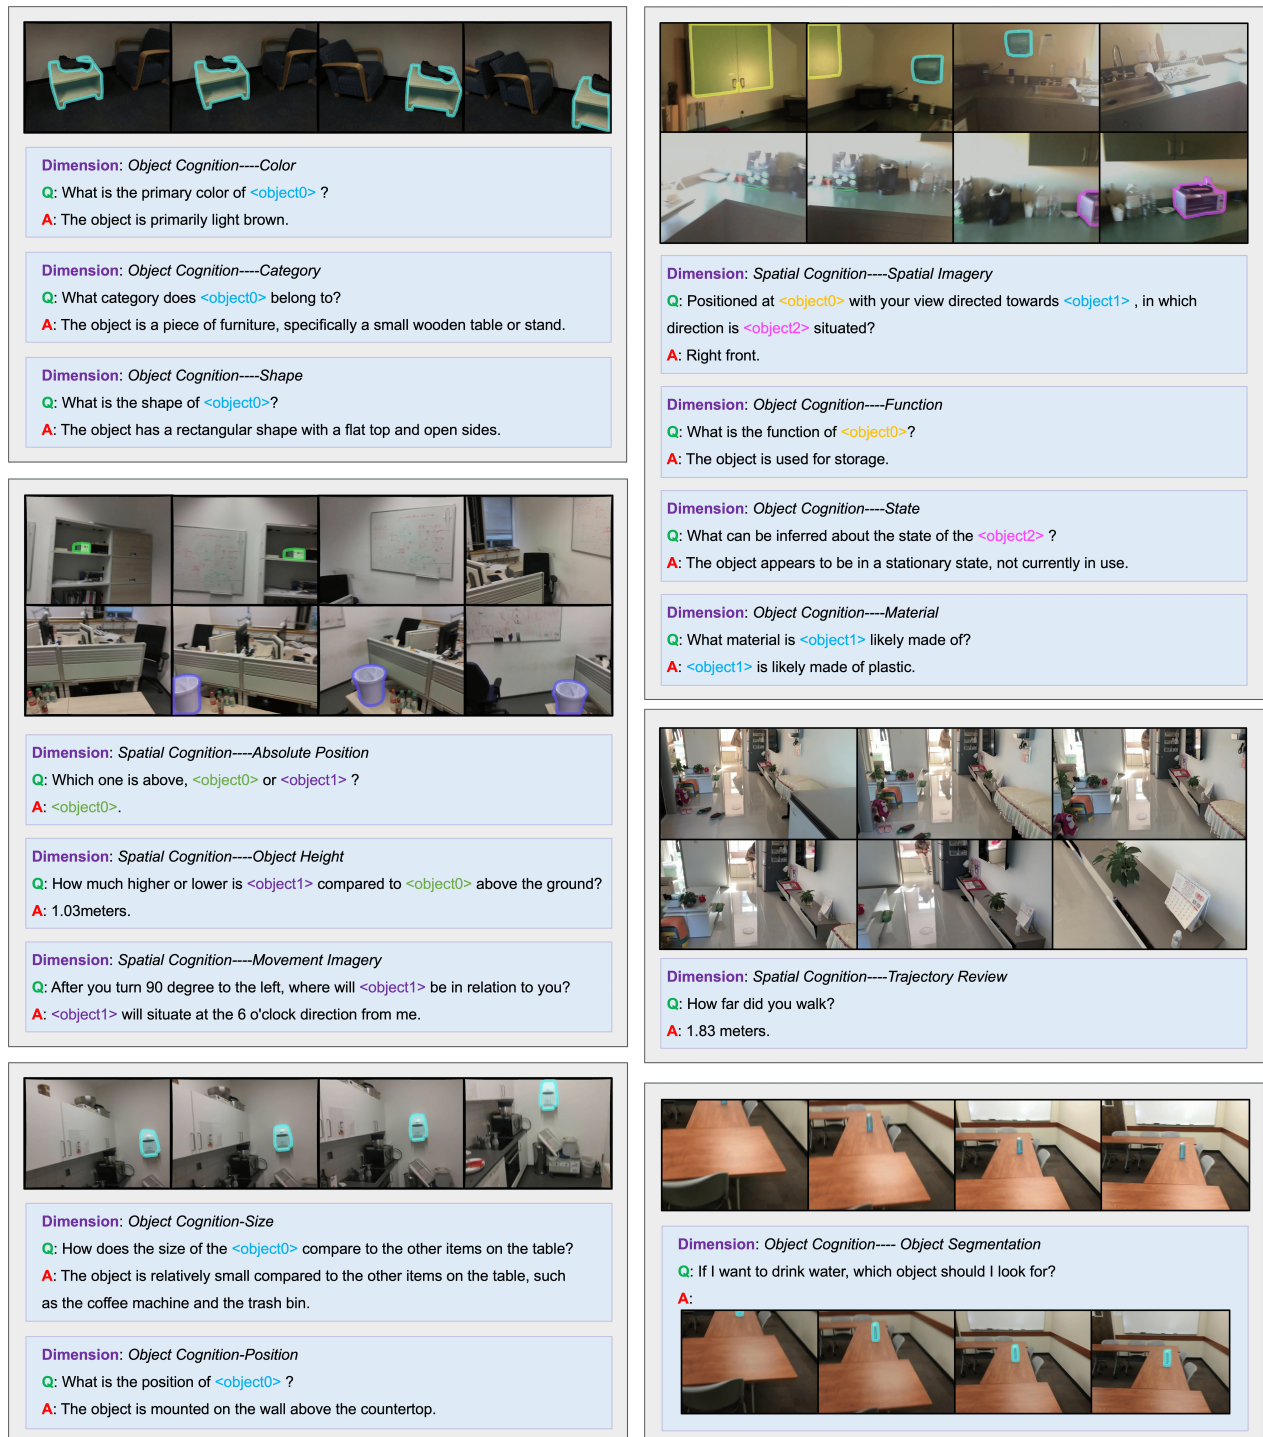 Dimension: Object Cognition----Color
Q: What is the primary color of <object0> ?
A: The object is primarily light brown.
Dimension: Object Cognition----Category
Q: What category does <object0> belong to?
A: The object is a piece of furniture, specifically a small wooden table or stand.
Dimension: Object Cognition----Shape
Q: What is the shape of <object0>?
A: The object has a rectangular shape with a flat top and open sides.
Dimension: Spatial Cognition----Absolute Position
Q: Which one is above, <object0> or <object1> ?
A: <object0>.
Dimension: Spatial Cognition----Object Height
Q: How much higher or lower is <object1> compared to <object0> above the ground?
A: 1.03meters.
Dimension: Spatial Cognition----Movement Imagery
Q: After you turn 90 degree to the left, where will <object1> be in relation to you?
A: <object1> will situate at the 6 o'clock direction from me.
Dimension: Object Cognition-Size
Q: How does the size of the <object0> compare to the other items on the table?
A: The object is relatively small compared to the other items on the table, such
as the coffee machine and the trash bin.
Dimension: Object Cognition-Position
Q: What is the position of <object0> ?
A: The object is mounted on the wall above the countertop.
Dimension: Spatial Cognition----Spatial Imagery
Q: Positioned at <object0> with your view directed towards <object1> , in which
direction is <object2> situated?
A: Right front.
Dimension: Object Cognition----Function
Q: What is the function of <object0>?
A: The object is used for storage.
Dimension: Object Cognition----State
Q: What can be inferred about the state of the <object2> ?
A: The object appears to be in a stationary state, not currently in use.
Dimension: Object Cognition----Material
Q: What material is <object1> likely made of?
A: <object1> is likely made of plastic.
Dimension: Spatial Cognition----Trajectory Review
Q: How far did you walk?
A: 1.83 meters.
Dimension: Object Cognition---- Object Segmentation
Q: If I want to drink water, which object should I look for?
A: